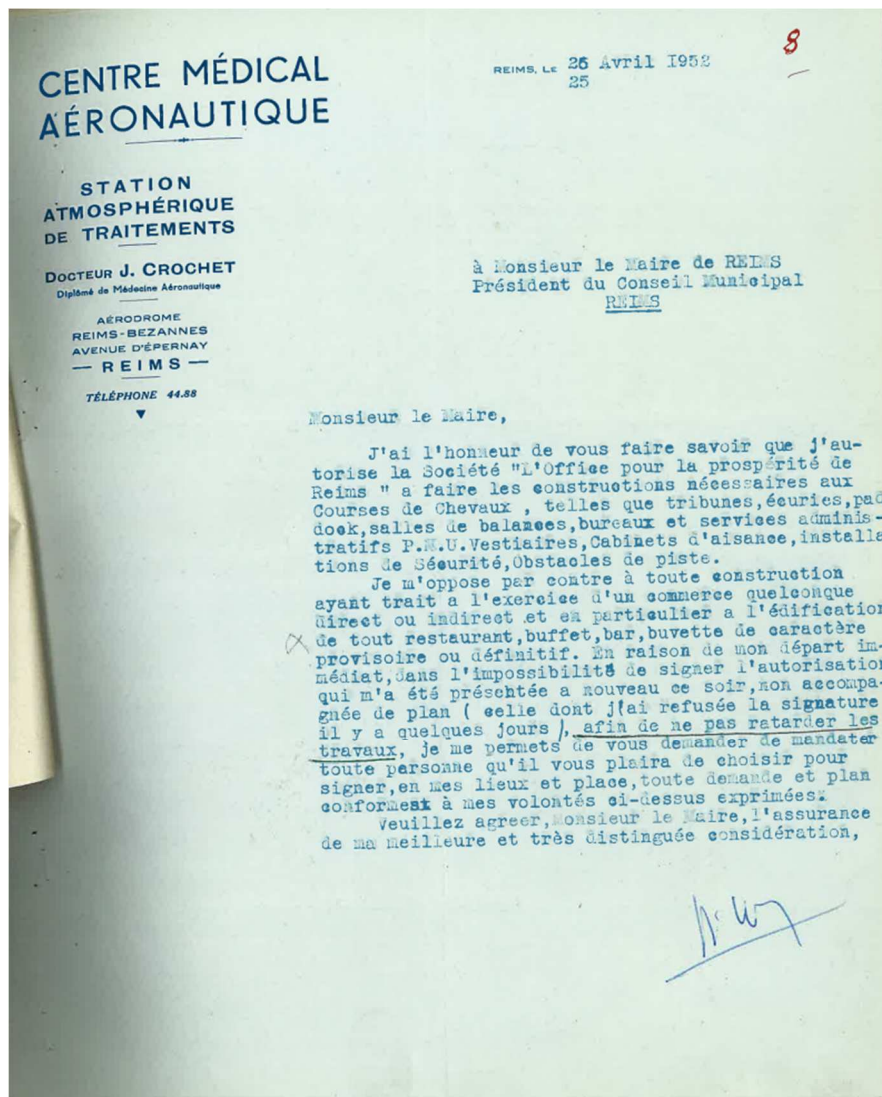 8
CENTRE MÉDICAL
AÉRONAUTIQUE
REIMS, LE 26 Avril I952
25
STATION
ATMOSPHÉRIQUE
DE TRAITEMENTS
DOCTEUR J. CROCHET
Diplômé de Médecine Aéronautique
AÉRODROME
REIMS-BEZANNES
AVENUE D'ÉPERNAY
— REIMS —
TÉLÉPHONE 44.88
à Monsieur le Maire de REIMS
Président du Conseil Municipal
REIMS
Monsieur le Maire,
J'ai l'honneur de vous faire savoir que j'au-
torise la Société "L'Office pour la prospérité de
Reims " a faire les constructions nécessaires aux
Courses de Chevaux , telles que tribunes,écuries,pad
dock,salles de balances,bureaux et services adminis-
tratifs P.M.U.Vestiaires,Cabinets d'aisance,installa
tions de Sécurité,Obstacles de piste.
Je m'oppose par contre à toute construction
ayant trait a l'exercice d'un commerce quelconque
direct ou indirect et en particulier a l'édification
de tout restaurant,buffet,bar,buvette de caractère
provisoire ou définitif. En raison de mon départ im-
médiat,dans l'impossibilité de signer l'autorisation
qui m'a été préschtée a nouveau ce soir,non accompa-
gnée de plan ( celle dont j(ai refusée la signature
il y a quelques jours ), afin de ne pas ratarder les
travaux, je me permets de vous demander de mandater
toute personne qu'il vous plaira de choisir pour
signer,en mes lieux et place,toute demande et plan
conformeat à mes volontés ci-dessus exprimées.
Veuillez agreer,Monsieur le Maire,l'assurance
de ma meilleure et très distinguée considération,